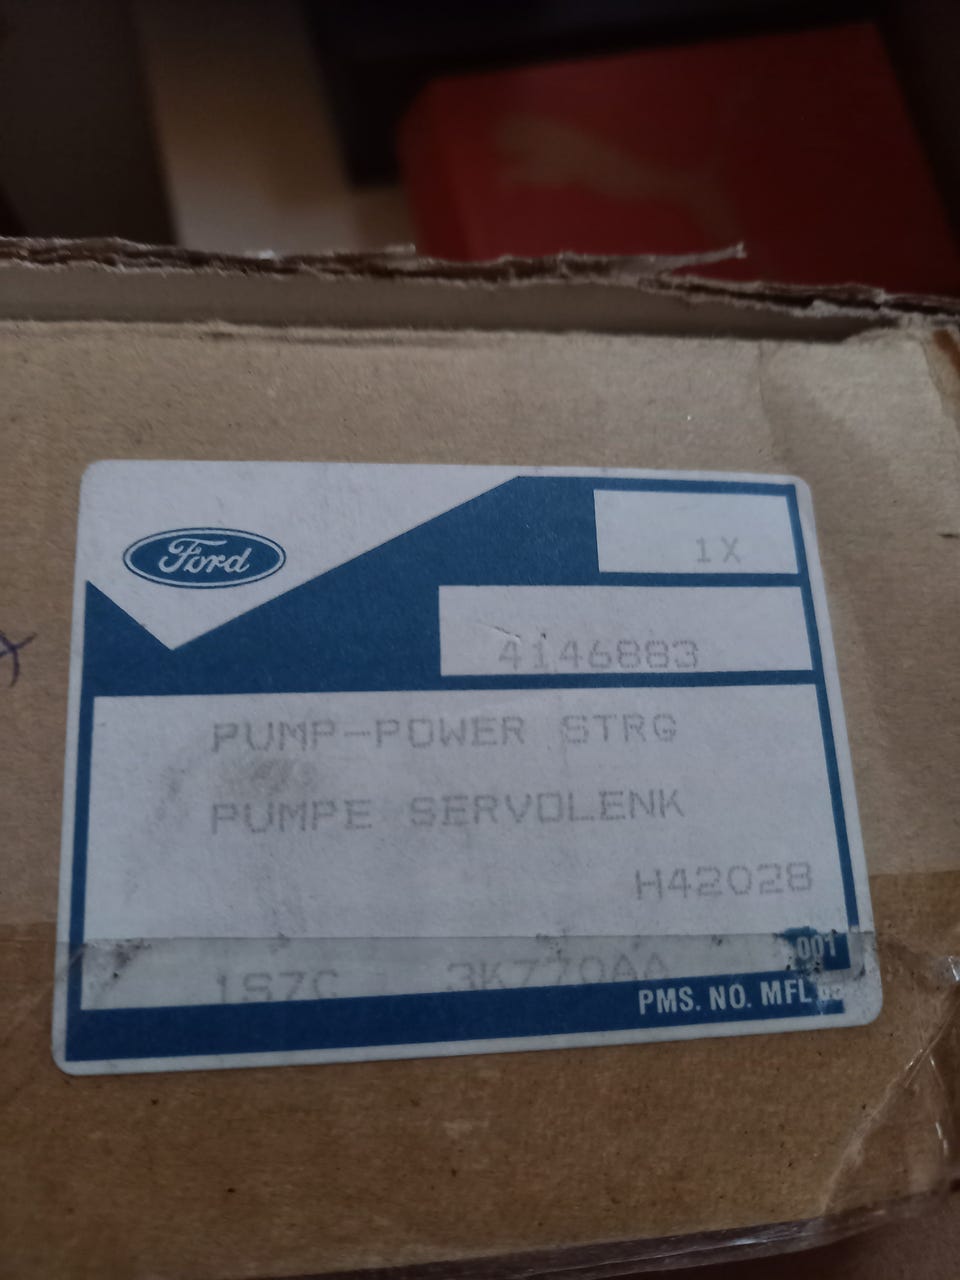 Ford
1X
4146883
PUMP-POWER STRG
PUMPE SERVOLENK
H42028
1S7C 3K770AA
001
PMS. NO. MFL